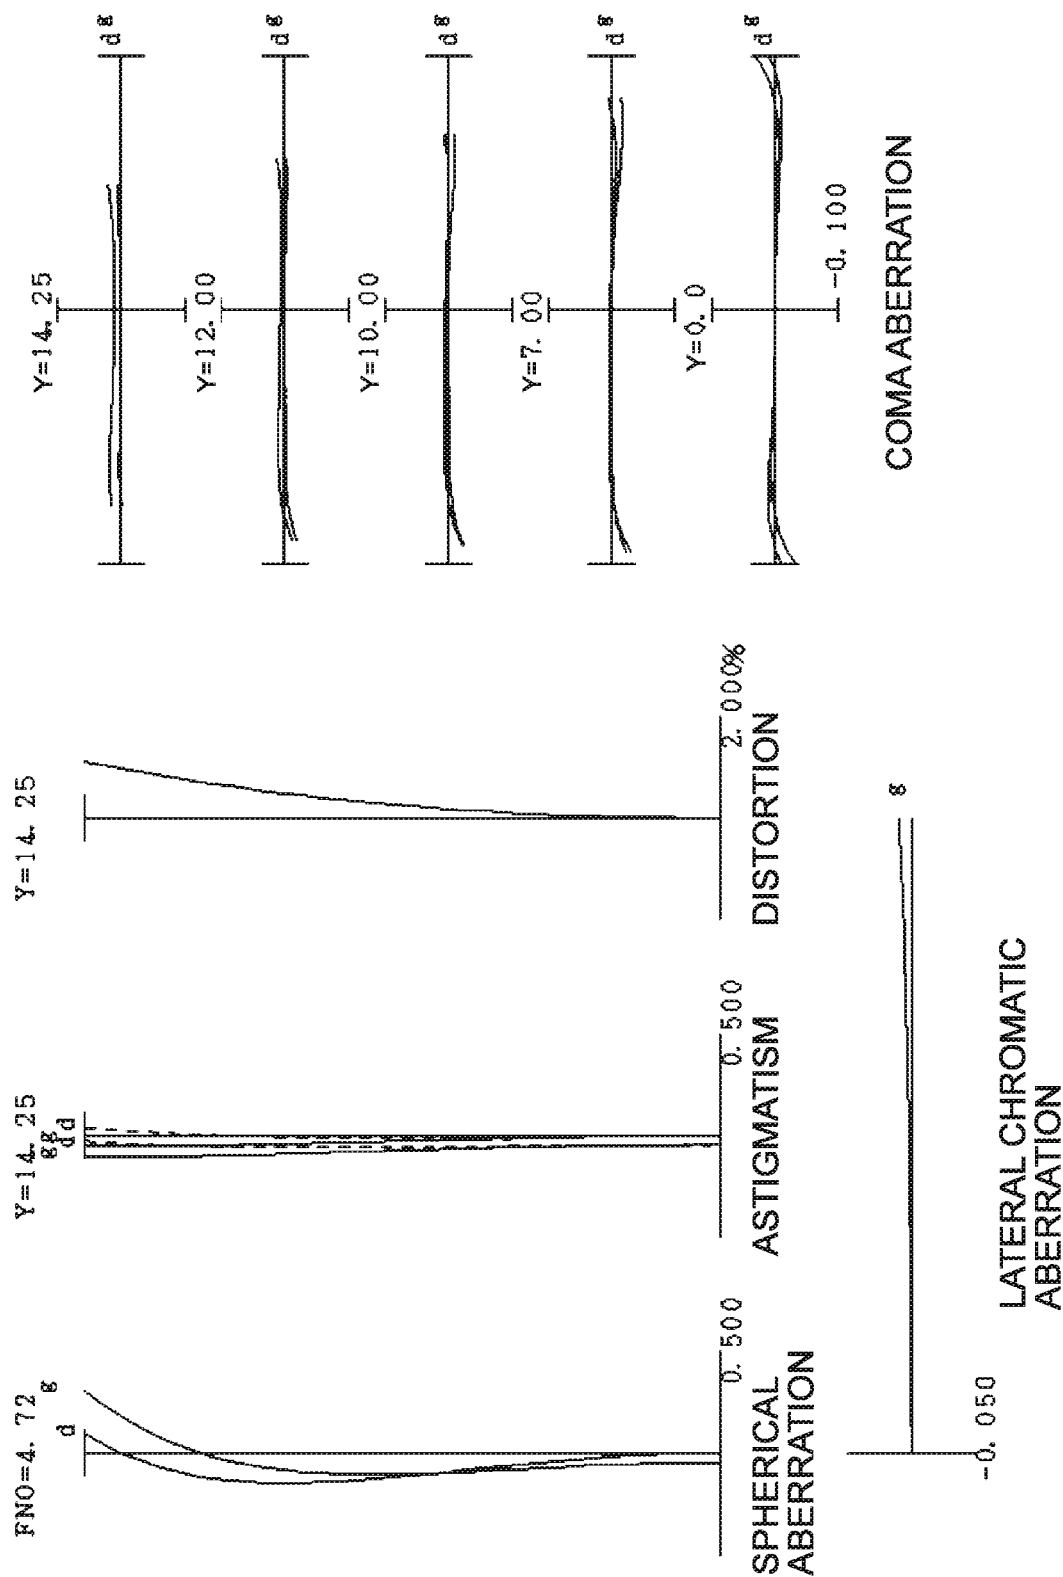 FNO=4. 72
d
g
0. 500
SPHERICAL
ABERRATION
Y=14. 25
g g
d d
0. 500
ASTIGMATISM
Y=14. 25
2. 000%
DISTORTION
g
-0. 050
LATERAL CHROMATIC
ABERRATION
Y=14. 25
d g
Y=12. 00
d g
Y=10. 00
d g
Y=7. 00
d g
Y=0. 0
d g
-0. 100
COMA ABERRATION